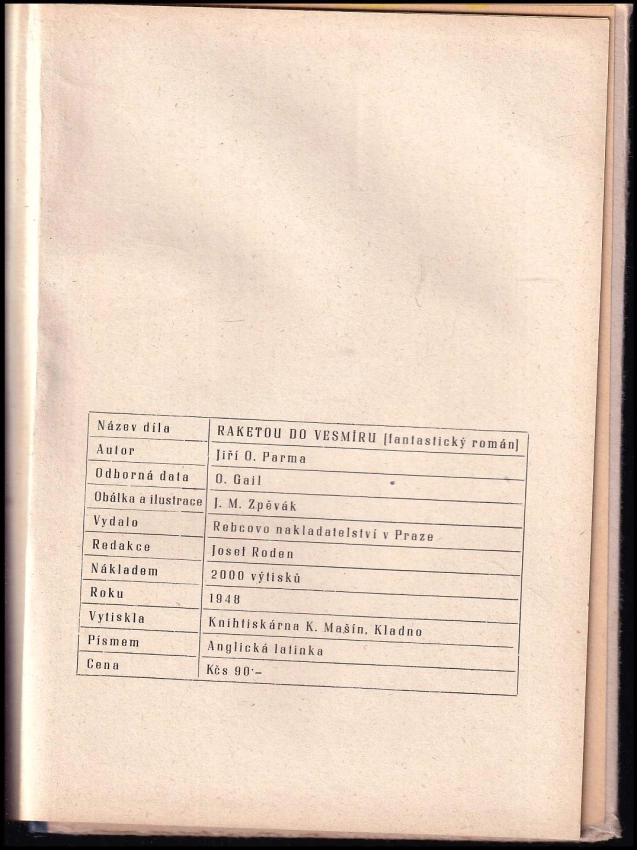 Název díla RAKETOU DO VESMÍRU (fantastický román)
Autor Jiří O. Parma
Odborná data O. Gail
Obálka a ilustrace J. M. Zpěvák
Vydalo Rebcovo nakladatelství v Praze
Redakce Josef Roden
Nákladem 2000 výtisků
Roku 1948
Vytiskla Knihtiskárna K. Mašín, Kladno
Písmem Anglická latinka
Cena Kčs 90·–